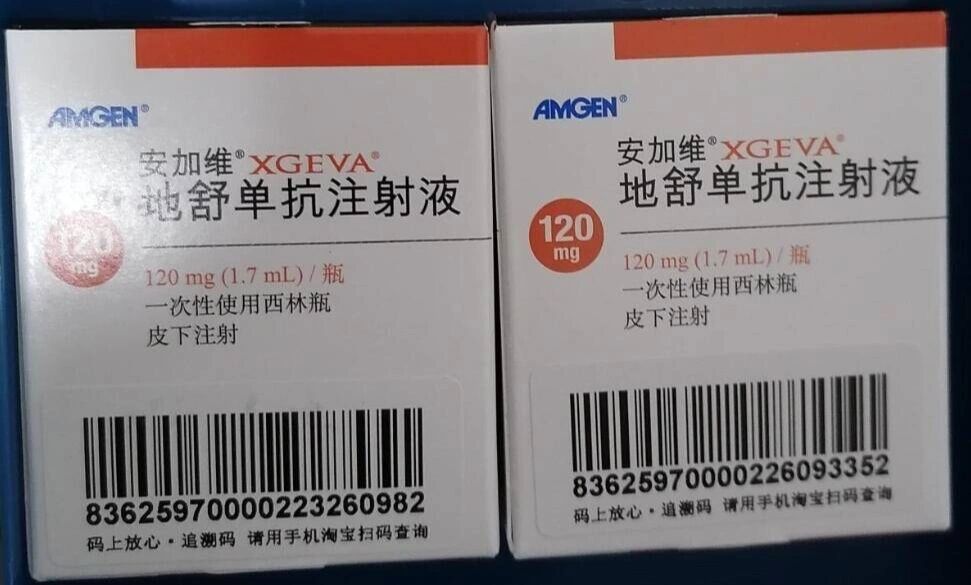 AMGEN®
安加维® XGEVA®
地舒单抗注射液
120
mg
120 mg (1.7 mL) / 瓶
一次性使用西林瓶
皮下注射
83625970000223260982
码上放心·追溯码 请用手机淘宝扫码查询
AMGEN®
安加维® XGEVA®
地舒单抗注射液
120
mg
120 mg (1.7 mL) / 瓶
一次性使用西林瓶
皮下注射
83625970000226093352
码上放心·追溯码 请用手机淘宝扫码查询